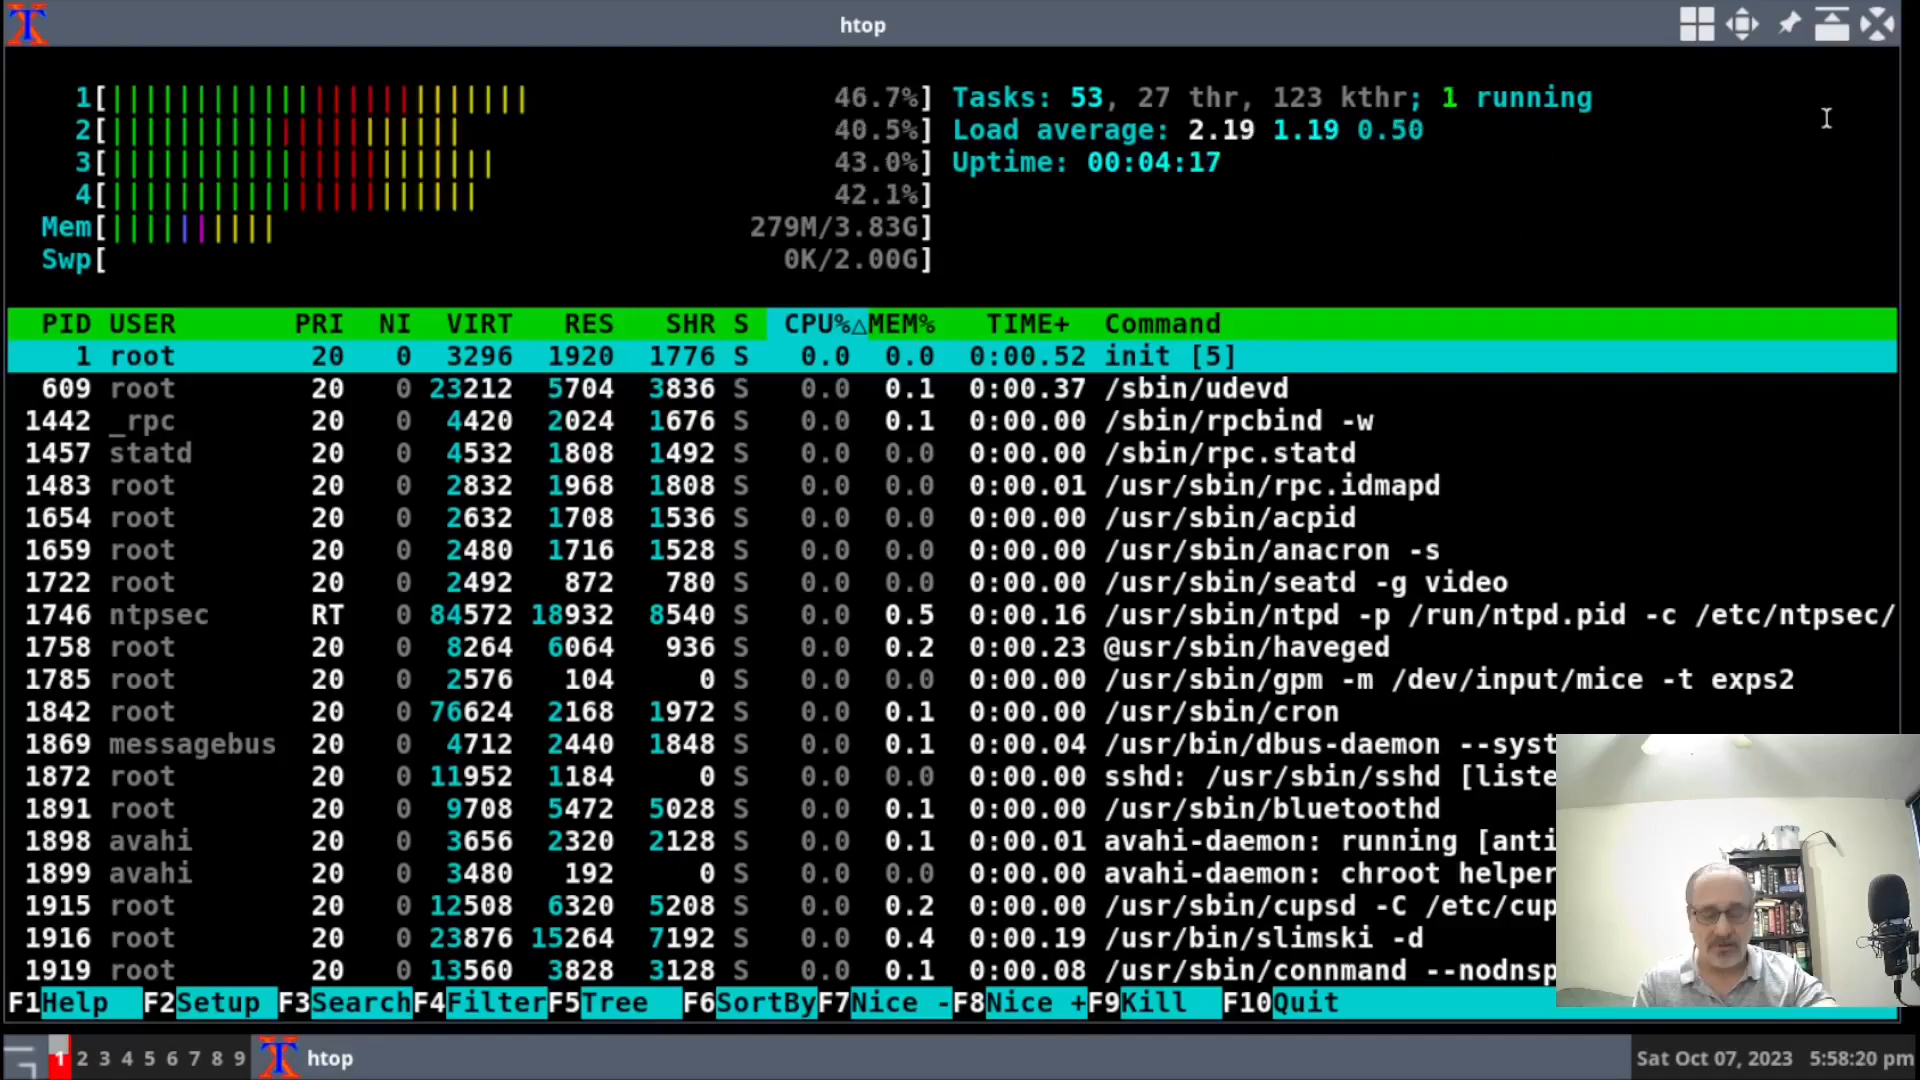 htop
1[ 46.7%] Tasks: 53, 27 thr, 123 kthr; 1 running
2[ 40.5%] Load average: 2.19 1.19 0.50
3[ 43.0%] Uptime: 00:04:17
4[ 42.1%]
Mem[ 279M/3.83G]
Swp[ 0K/2.00G]
PID USER PRI NI VIRT RES SHR S CPU%△MEM% TIME+ Command
1 root 20 0 3296 1920 1776 S 0.0 0.0 0:00.52 init [5]
609 root 20 0 23212 5704 3836 S 0.0 0.1 0:00.37 /sbin/udevd
1442 _rpc 20 0 4420 2024 1676 S 0.0 0.1 0:00.00 /sbin/rpcbind -w
1457 statd 20 0 4532 1808 1492 S 0.0 0.0 0:00.00 /sbin/rpc.statd
1483 root 20 0 2832 1968 1808 S 0.0 0.0 0:00.01 /usr/sbin/rpc.idmapd
1654 root 20 0 2632 1708 1536 S 0.0 0.0 0:00.00 /usr/sbin/acpid
1659 root 20 0 2480 1716 1528 S 0.0 0.0 0:00.00 /usr/sbin/anacron -s
1722 root 20 0 2492 872 780 S 0.0 0.0 0:00.00 /usr/sbin/seatd -g video
1746 ntpsec RT 0 84572 18932 8540 S 0.0 0.5 0:00.16 /usr/sbin/ntpd -p /run/ntpd.pid -c /etc/ntpsec/
1758 root 20 0 8264 6064 936 S 0.0 0.2 0:00.23 @usr/sbin/haveged
1785 root 20 0 2576 104 0 S 0.0 0.0 0:00.00 /usr/sbin/gpm -m /dev/input/mice -t exps2
1842 root 20 0 76624 2168 1972 S 0.0 0.1 0:00.00 /usr/sbin/cron
1869 messagebus 20 0 4712 2440 1848 S 0.0 0.1 0:00.04 /usr/bin/dbus-daemon --syst
1872 root 20 0 11952 1184 0 S 0.0 0.0 0:00.00 sshd: /usr/sbin/sshd [liste
1891 root 20 0 9708 5472 5028 S 0.0 0.1 0:00.00 /usr/sbin/bluetoothd
1898 avahi 20 0 3656 2320 2128 S 0.0 0.1 0:00.01 avahi-daemon: running [anti
1899 avahi 20 0 3480 192 0 S 0.0 0.0 0:00.00 avahi-daemon: chroot helper
1915 root 20 0 12508 6320 5208 S 0.0 0.2 0:00.00 /usr/sbin/cupsd -C /etc/cup
1916 root 20 0 23876 15264 7192 S 0.0 0.4 0:00.19 /usr/bin/slimski -d
1919 root 20 0 13560 3828 3128 S 0.0 0.1 0:00.08 /usr/sbin/connmand --nodnsp
F1Help F2Setup F3SearchF4FilterF5Tree F6SortByF7Nice -F8Nice +F9Kill F10Quit
1 2 3 4 5 6 7 8 9 htop Sat Oct 07, 2023 5:58:20 pm